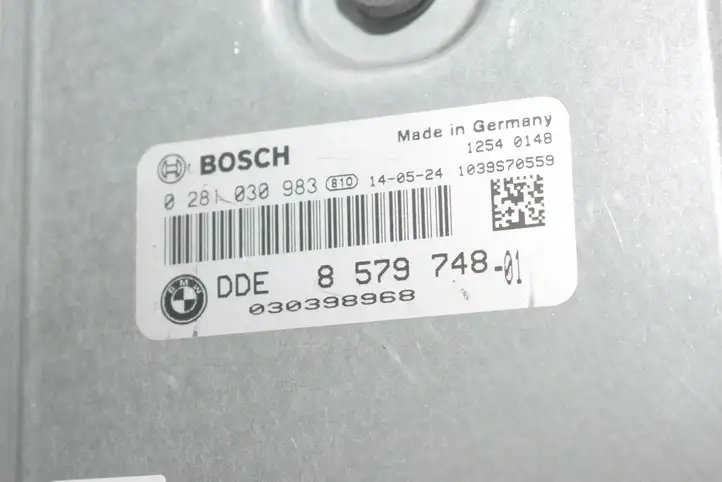 BOSCH
Made in Germany
1254 0148
0 281 030 983 810 14-05-24 1039S70559
BMW
DDE 8 579 748-01
030398968